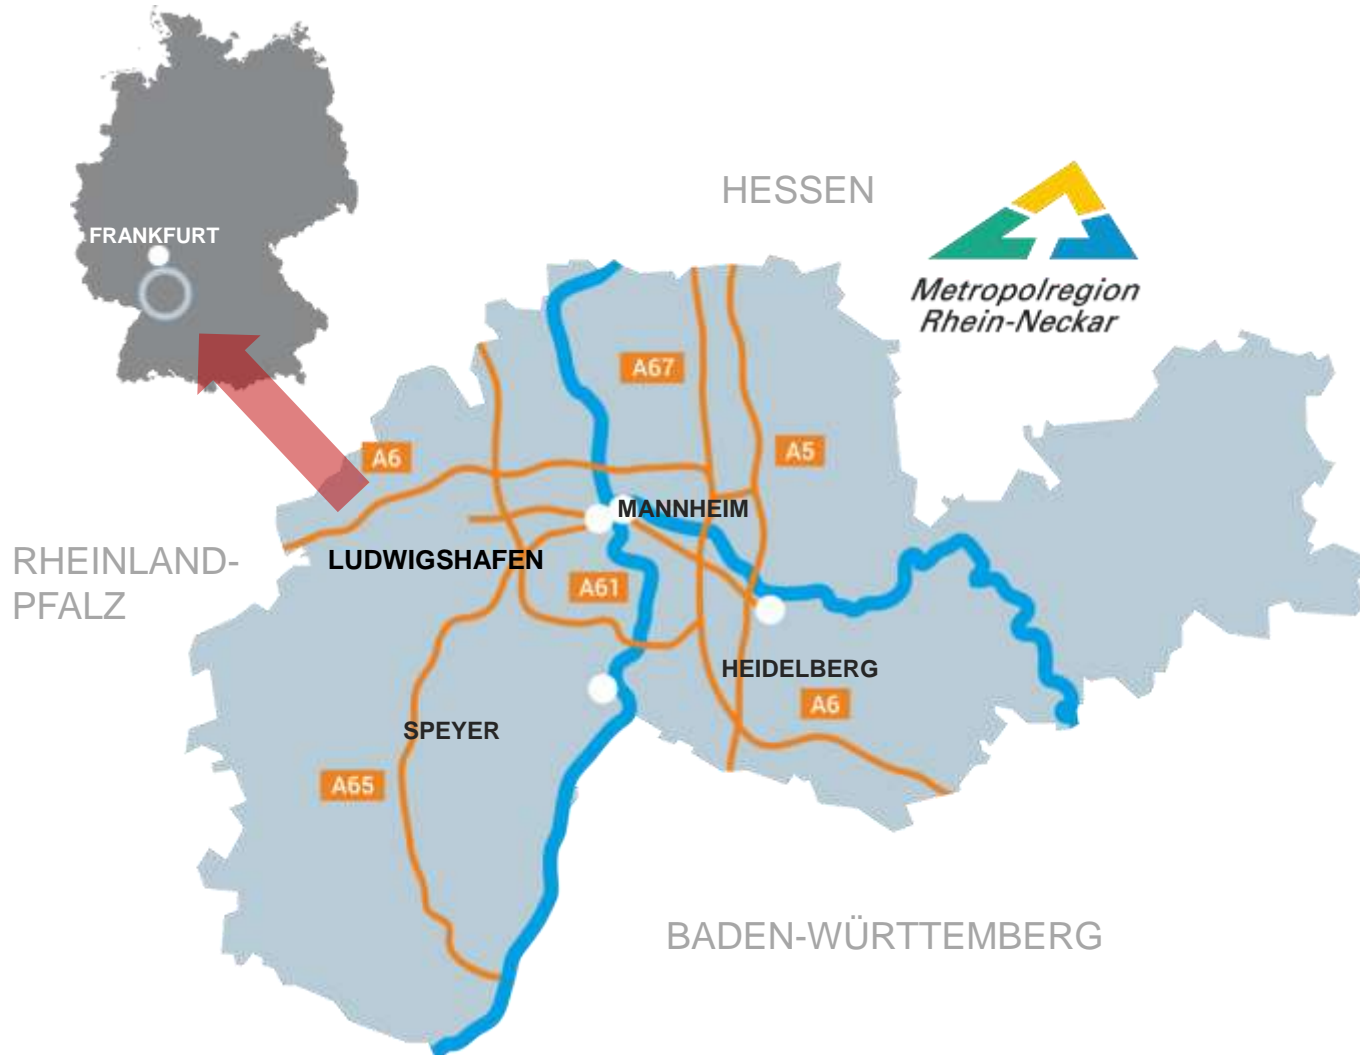 HESSEN
FRANKFURT
Metropolregion
Rhein-Neckar
A67
A5
A6
MANNHEIM
RHEINLAND-
PFALZ
LUDWIGSHAFEN
A61
HEIDELBERG
A6
SPEYER
A65
BADEN-WÜRTTEMBERG